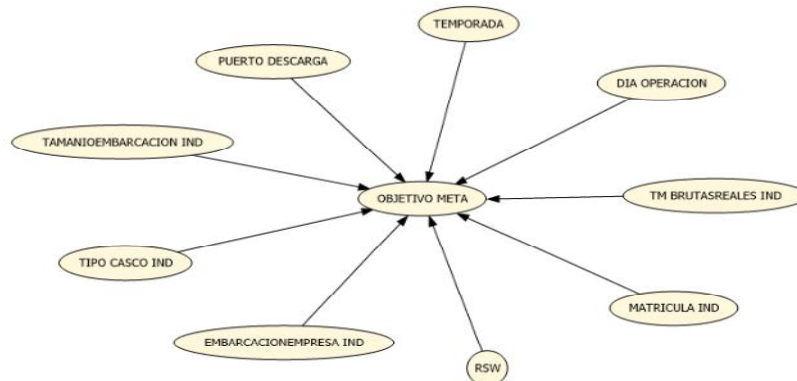 TEMPORADA
PUERTO DESCARGA
DIA OPERACION
TAMANIOEMBARCACION IND
OBJETIVO META
TM BRUTASREALES IND
TIPO CASCO IND
MATRICULA IND
EMBARCACIONEMPRESA IND
RSW